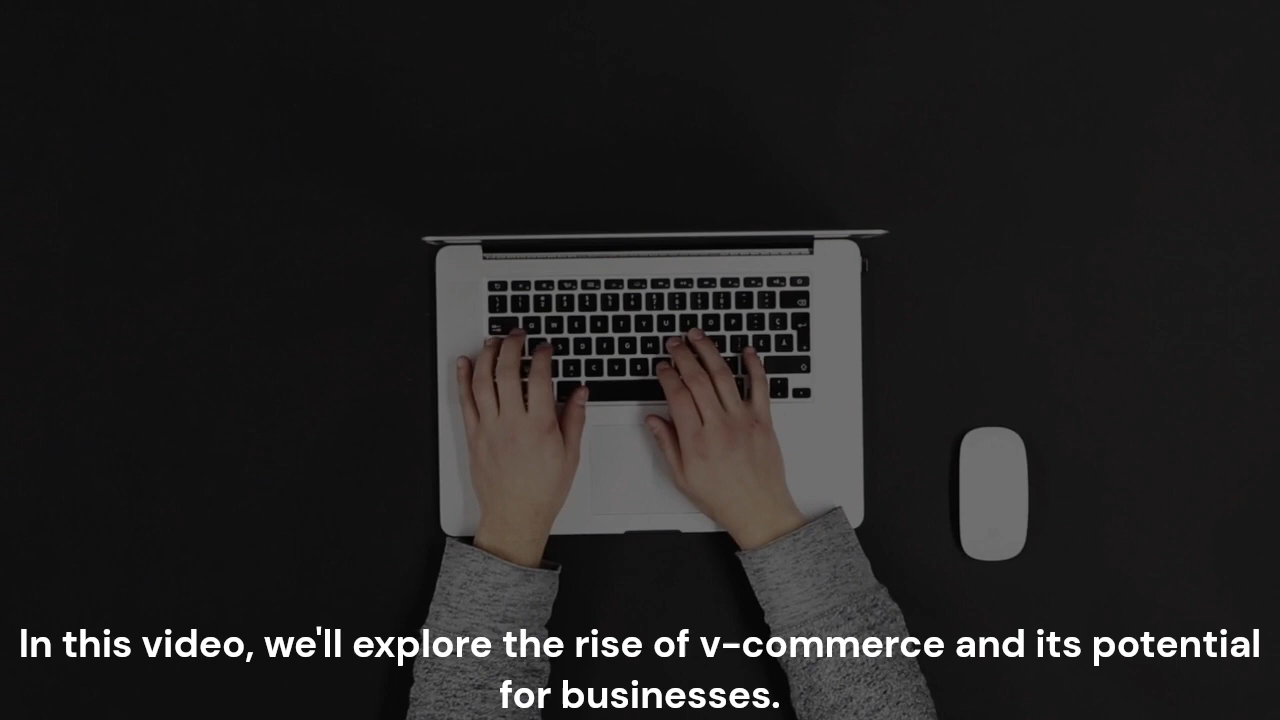 In this video, we'll explore the rise of v-commerce and its potential
for businesses.